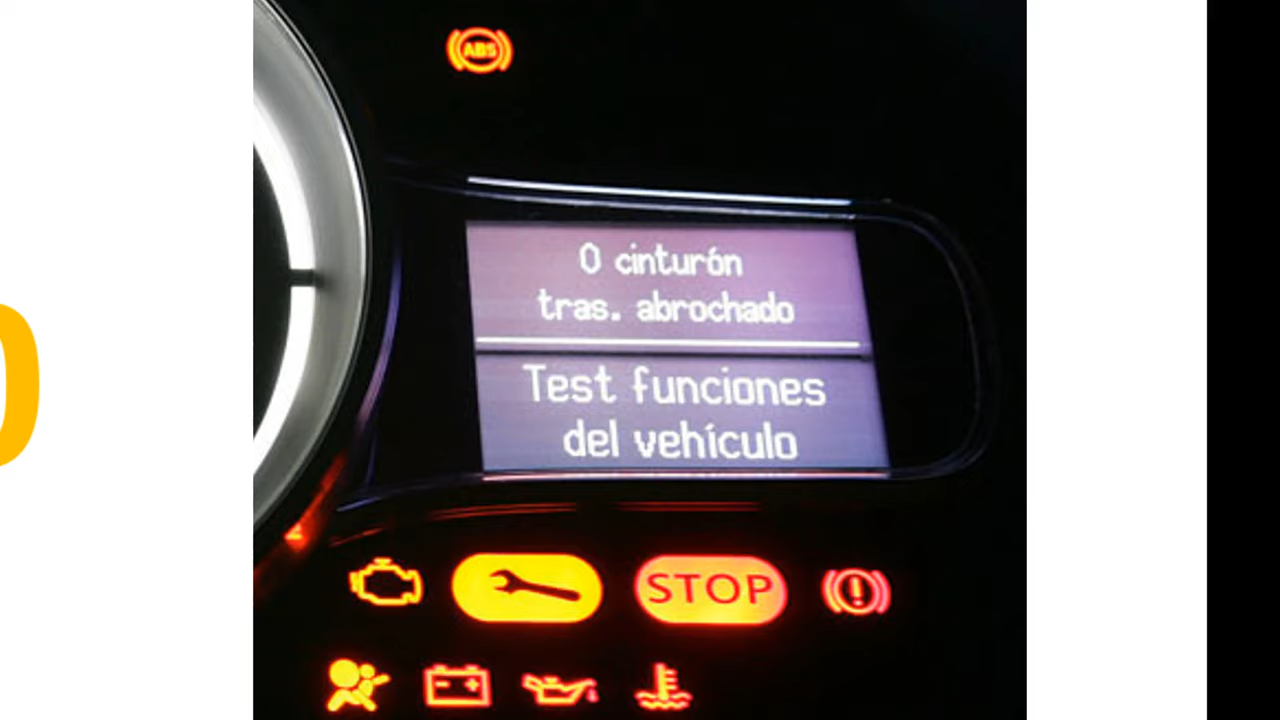 ABS
0 cinturón
tras. abrochado
Test funciones
del vehículo
STOP